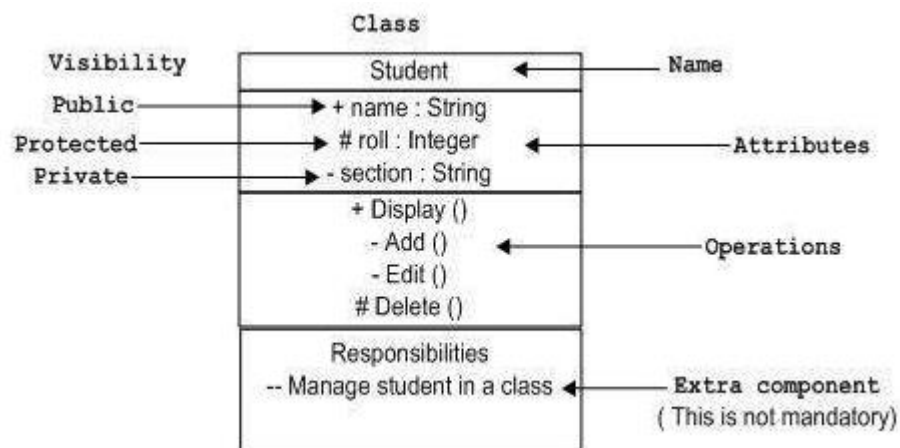 Class
Visibility
Student
Name
Public
+ name : String
Protected
# roll : Integer
Attributes
Private
- section : String
+ Display ()
- Add ()
Operations
- Edit ()
# Delete ()
Responsibilities
-- Manage student in a class
Extra component
( This is not mandatory)